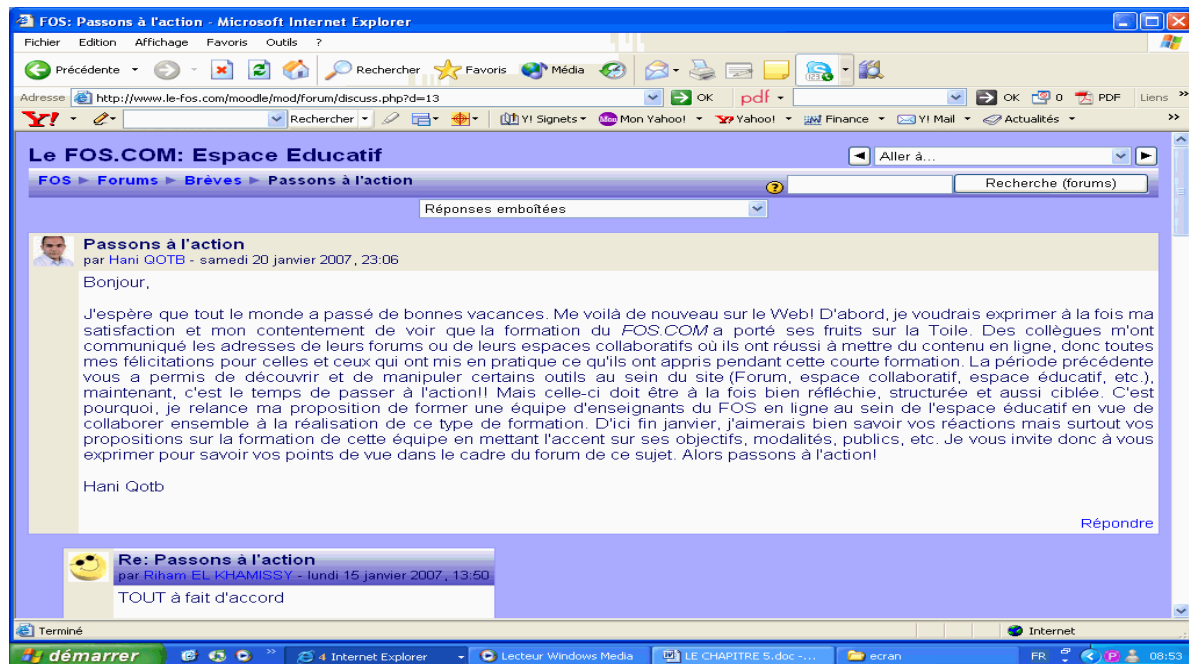 FOS: Passons à l'action - Microsoft Internet Explorer
Fichier Edition Affichage Favoris Outils ?
Précédente Rechercher Favoris Média
Adresse http://www.le-fos.com/moodle/mod/forum/discuss.php?d=13 OK pdf OK 0 PDF Liens »
Y! Rechercher Y! Signets Mon Yahoo! Yahoo! Finance Y! Mail Actualités »
Le FOS.COM: Espace Educatif Aller à...
FOS ► Forums ► Brèves ► Passons à l'action ? Recherche (forums)
Réponses emboîtées
Passons à l'action
par Hani QOTB - samedi 20 janvier 2007, 23:06
Bonjour,
J'espère que tout le monde a passé de bonnes vacances. Me voilà de nouveau sur le Web! D'abord, je voudrais exprimer à la fois ma
satisfaction et mon contentement de voir que la formation du FOS.COM a porté ses fruits sur la Toile. Des collègues m'ont
communiqué les adresses de leurs forums ou de leurs espaces collaboratifs où ils ont réussi à mettre du contenu en ligne, donc toutes
mes félicitations pour celles et ceux qui ont mis en pratique ce qu'ils ont appris pendant cette courte formation. La période précédente
vous a permis de découvrir et de manipuler certains outils au sein du site (Forum, espace collaboratif, espace éducatif, etc.),
maintenant, c'est le temps de passer à l'action!! Mais celle-ci doit être à la fois bien réfléchie, structurée et aussi ciblée. C'est
pourquoi, je relance ma proposition de former une équipe d'enseignants du FOS en ligne au sein de l'espace éducatif en vue de
collaborer ensemble à la réalisation de ce type de formation. D'ici fin janvier, j'aimerais bien savoir vos réactions mais surtout vos
propositions sur la formation de cette équipe en mettant l'accent sur ses objectifs, modalités, publics, etc. Je vous invite donc à vous
exprimer pour savoir vos points de vue dans le cadre du forum de ce sujet. Alors passons à l'action!
Hani Qotb
Répondre
Re: Passons à l'action
par Riham EL KHAMISSY - lundi 15 janvier 2007, 13:50
TOUT à fait d'accord
Terminé Internet
démarrer » 4 Internet Explorer Lecteur Windows Media LE CHAPITRE 5.doc -... ecran FR 08:53